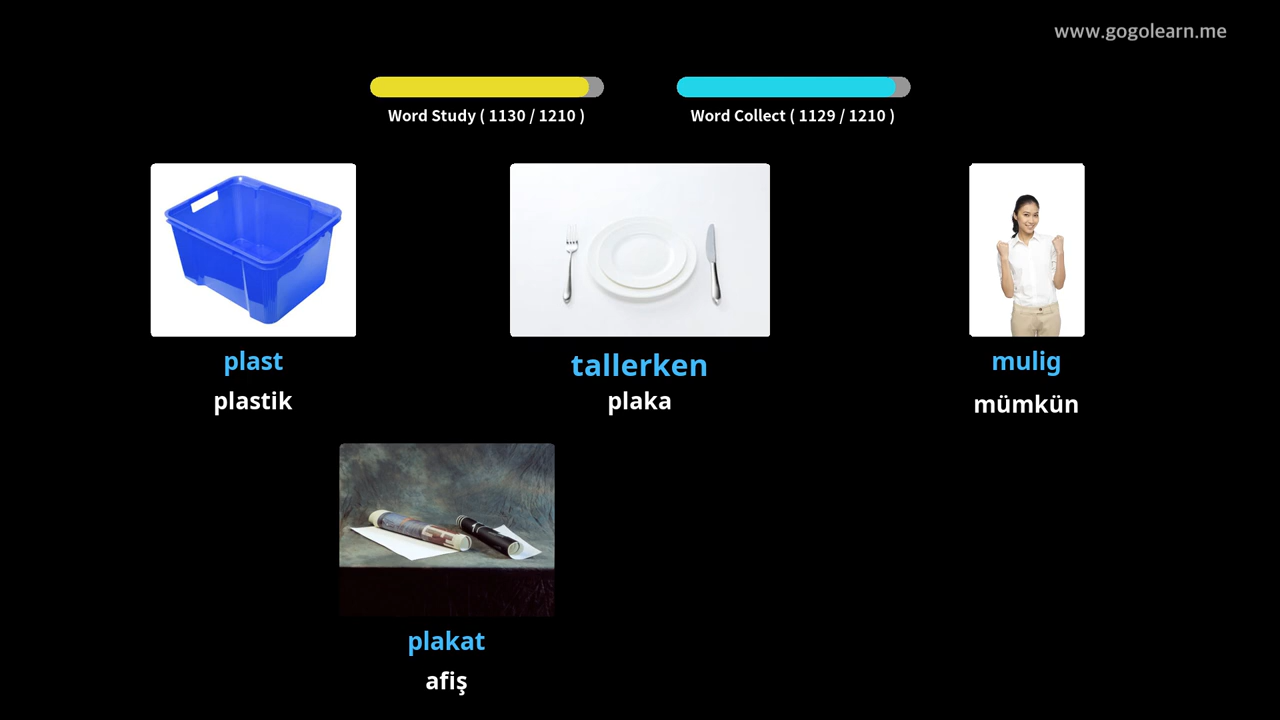 www.gogolearn.me
Word Study ( 1130 / 1210 )
Word Collect ( 1129 / 1210 )
plast
plastik
tallerken
plaka
mulig
mümkün
plakat
afiş